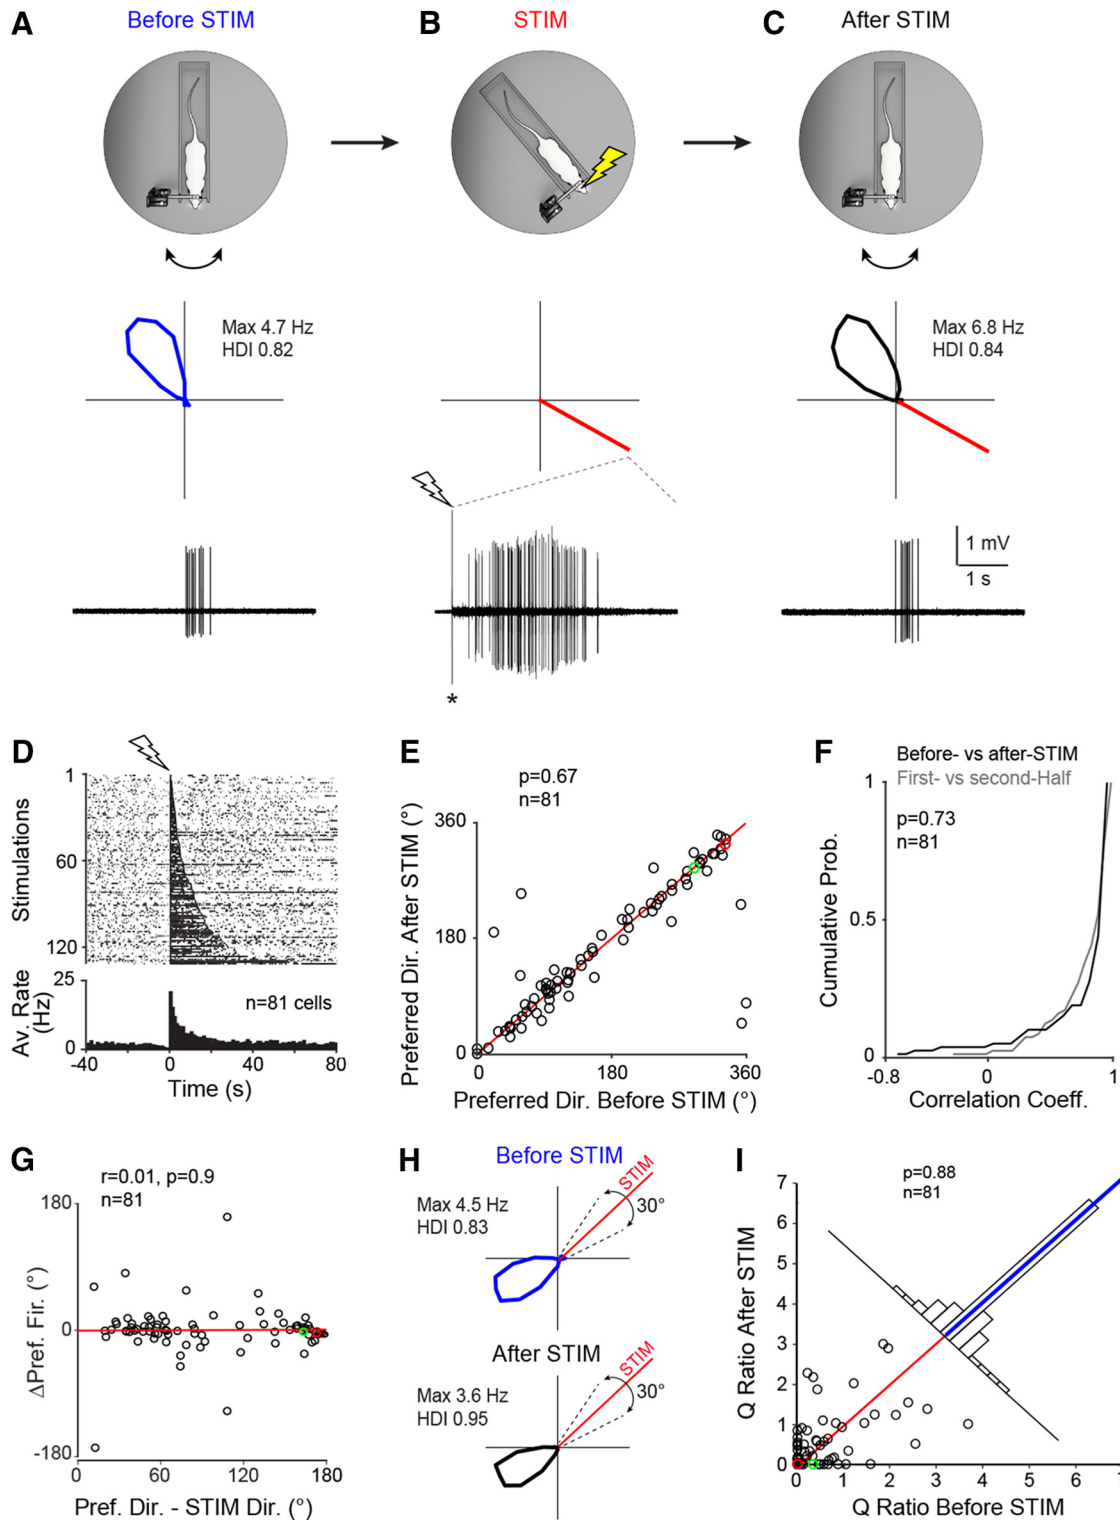 A
Before STIM
B
STIM
C
After STIM
Max 4.7 Hz
HDI 0.82
Max 6.8 Hz
HDI 0.84
1 mV
1 s
*
D
Stimulations
1
60
120
Av. Rate
(Hz)
25
0
n=81 cells
-40
0
40
80
Time (s)
E
p=0.67
n=81
Preferred Dir. After STIM (°)
360
180
0
0
180
360
Preferred Dir. Before STIM (°)
F
Before- vs after-STIM
First- vs second-Half
p=0.73
n=81
Cumulative Prob.
1
0.5
0
-0.8
0
1
Correlation Coeff.
G
r=0.01, p=0.9
n=81
ΔPref. Fir. (°)
180
0
-180
0
60
120
180
Pref. Dir. - STIM Dir. (°)
H
Before STIM
Max 4.5 Hz
HDI 0.83
STIM
30°
After STIM
Max 3.6 Hz
HDI 0.95
STIM
30°
I
p=0.88
n=81
Q Ratio After STIM
7
6
5
4
3
2
1
0
0
1
2
3
4
5
6
7
Q Ratio Before STIM